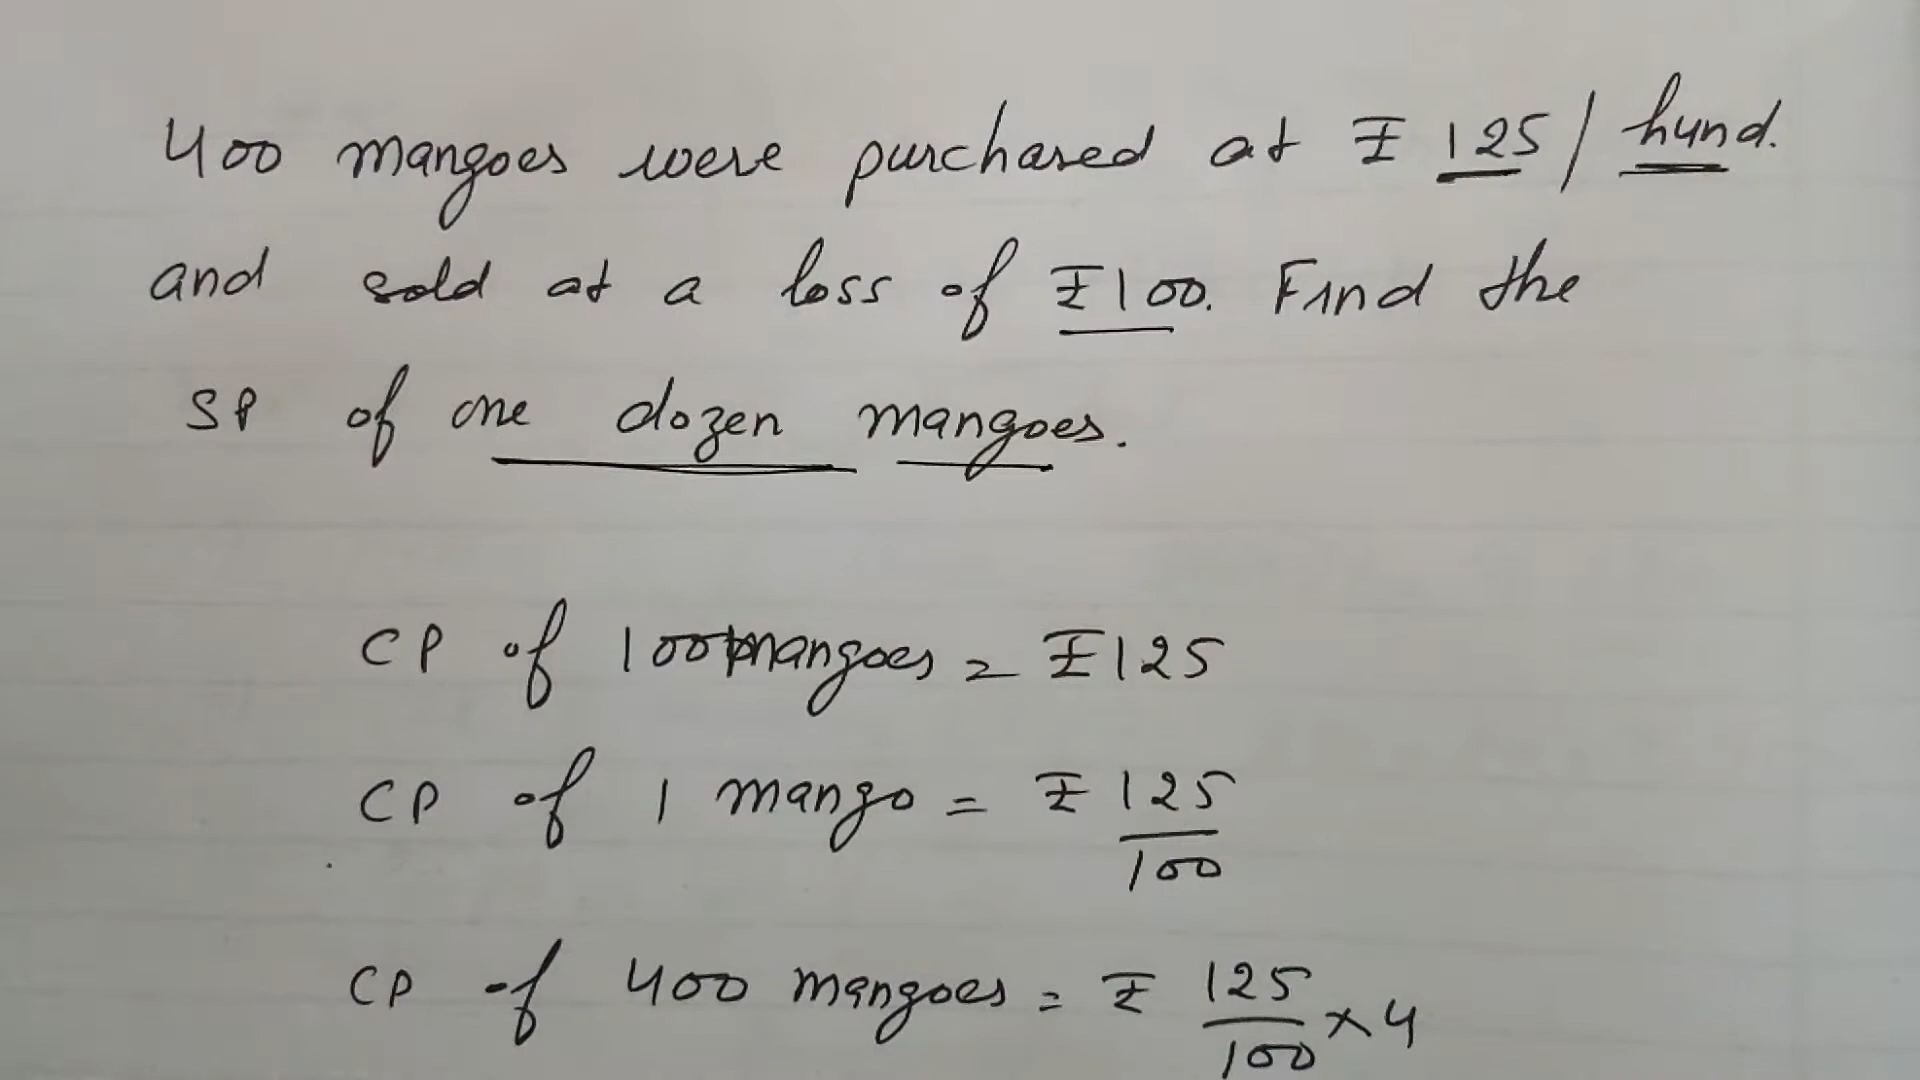 400 mangoes were purchased at ₹ 125 / hund.
and sold at a loss of ₹100. Find the
SP of one dozen mangoes.
CP of 100 mangoes = ₹125
CP of 1 mango = ₹ 125/100
CP of 400 mangoes = ₹ 125/100 × 4